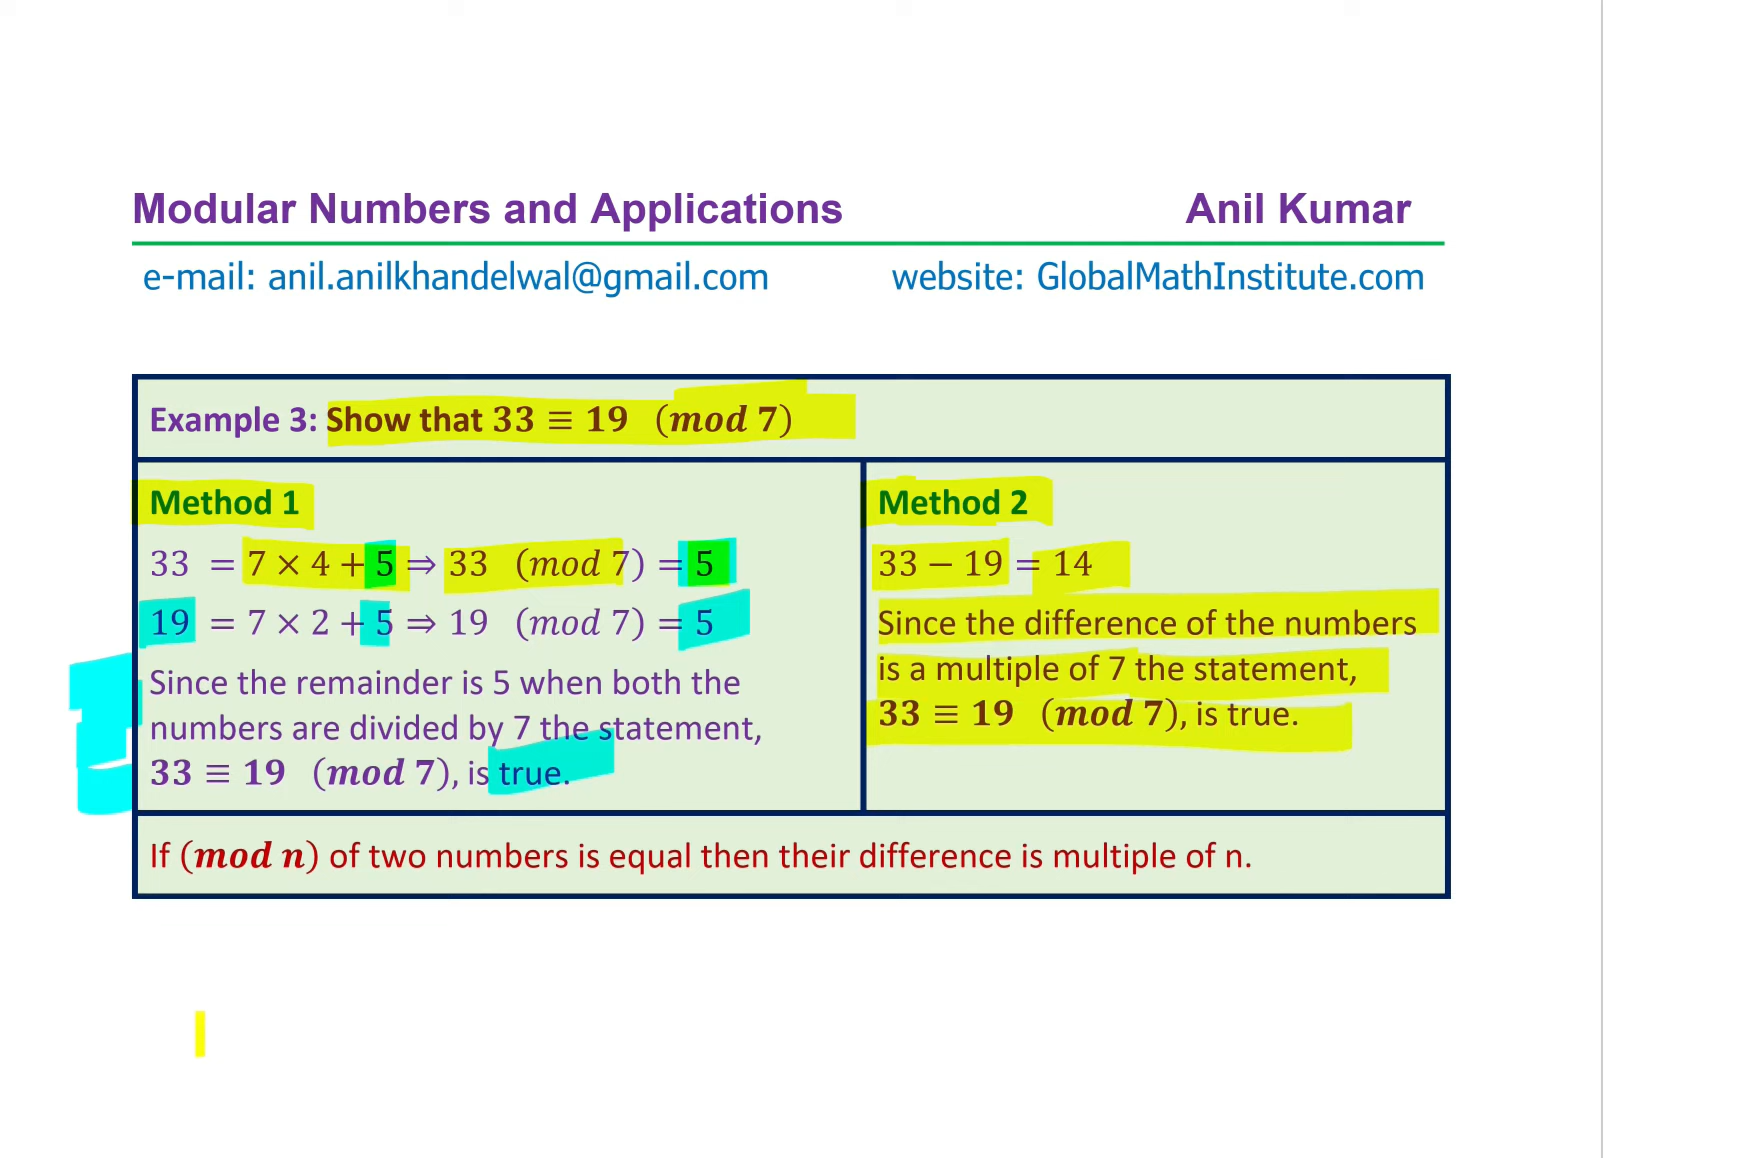 Modular Numbers and Applications Anil Kumar
e-mail: anil.anilkhandelwal@gmail.com website: GlobalMathInstitute.com
Example 3: Show that 33 ≡ 19 (mod 7)
Method 1
33 = 7 × 4 + 5 ⇒ 33 (mod 7) = 5
19 = 7 × 2 + 5 ⇒ 19 (mod 7) = 5
Since the remainder is 5 when both the
numbers are divided by 7 the statement,
33 ≡ 19 (mod 7), is true.
Method 2
33 − 19 = 14
Since the difference of the numbers
is a multiple of 7 the statement,
33 ≡ 19 (mod 7), is true.
If (mod n) of two numbers is equal then their difference is multiple of n.